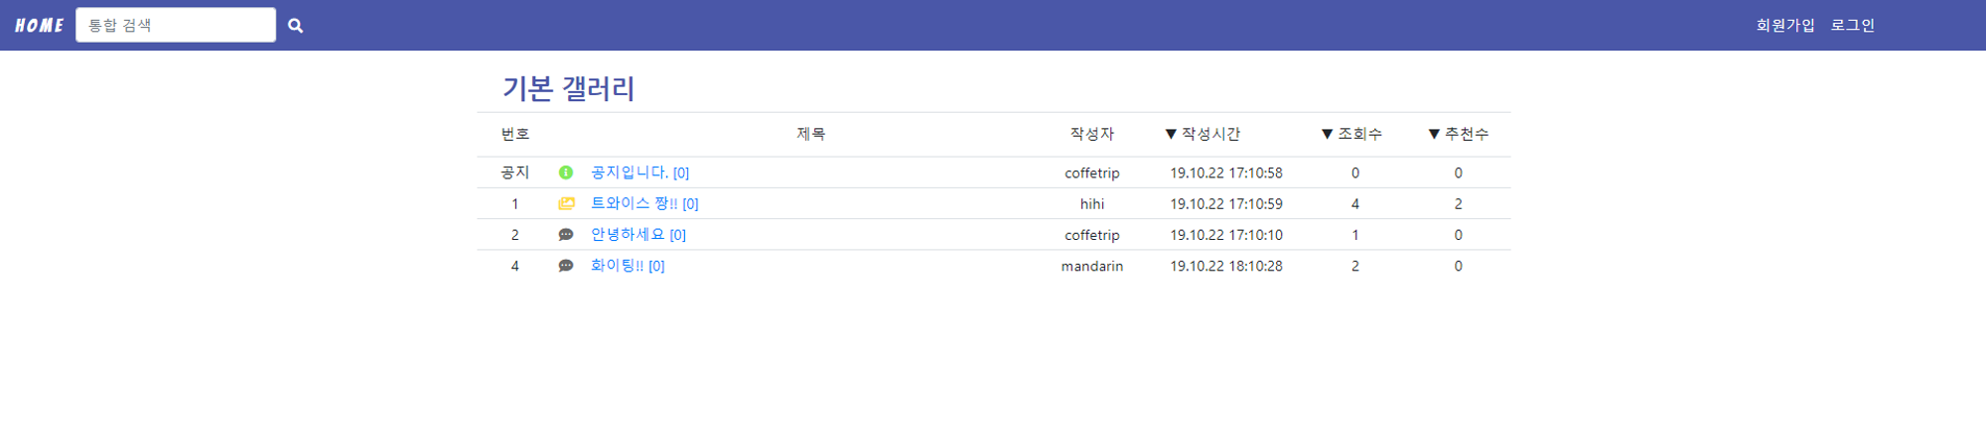 HOME 통합 검색 회원가입 로그인
기본 갤러리
번호 제목 작성자 ▼ 작성시간 ▼ 조회수 ▼ 추천수
공지 공지입니다. [0] coffetrip 19.10.22 17:10:58 0 0
1 트와이스 짱!! [0] hihi 19.10.22 17:10:59 4 2
2 안녕하세요 [0] coffetrip 19.10.22 17:10:10 1 0
4 화이팅!! [0] mandarin 19.10.22 18:10:28 2 0